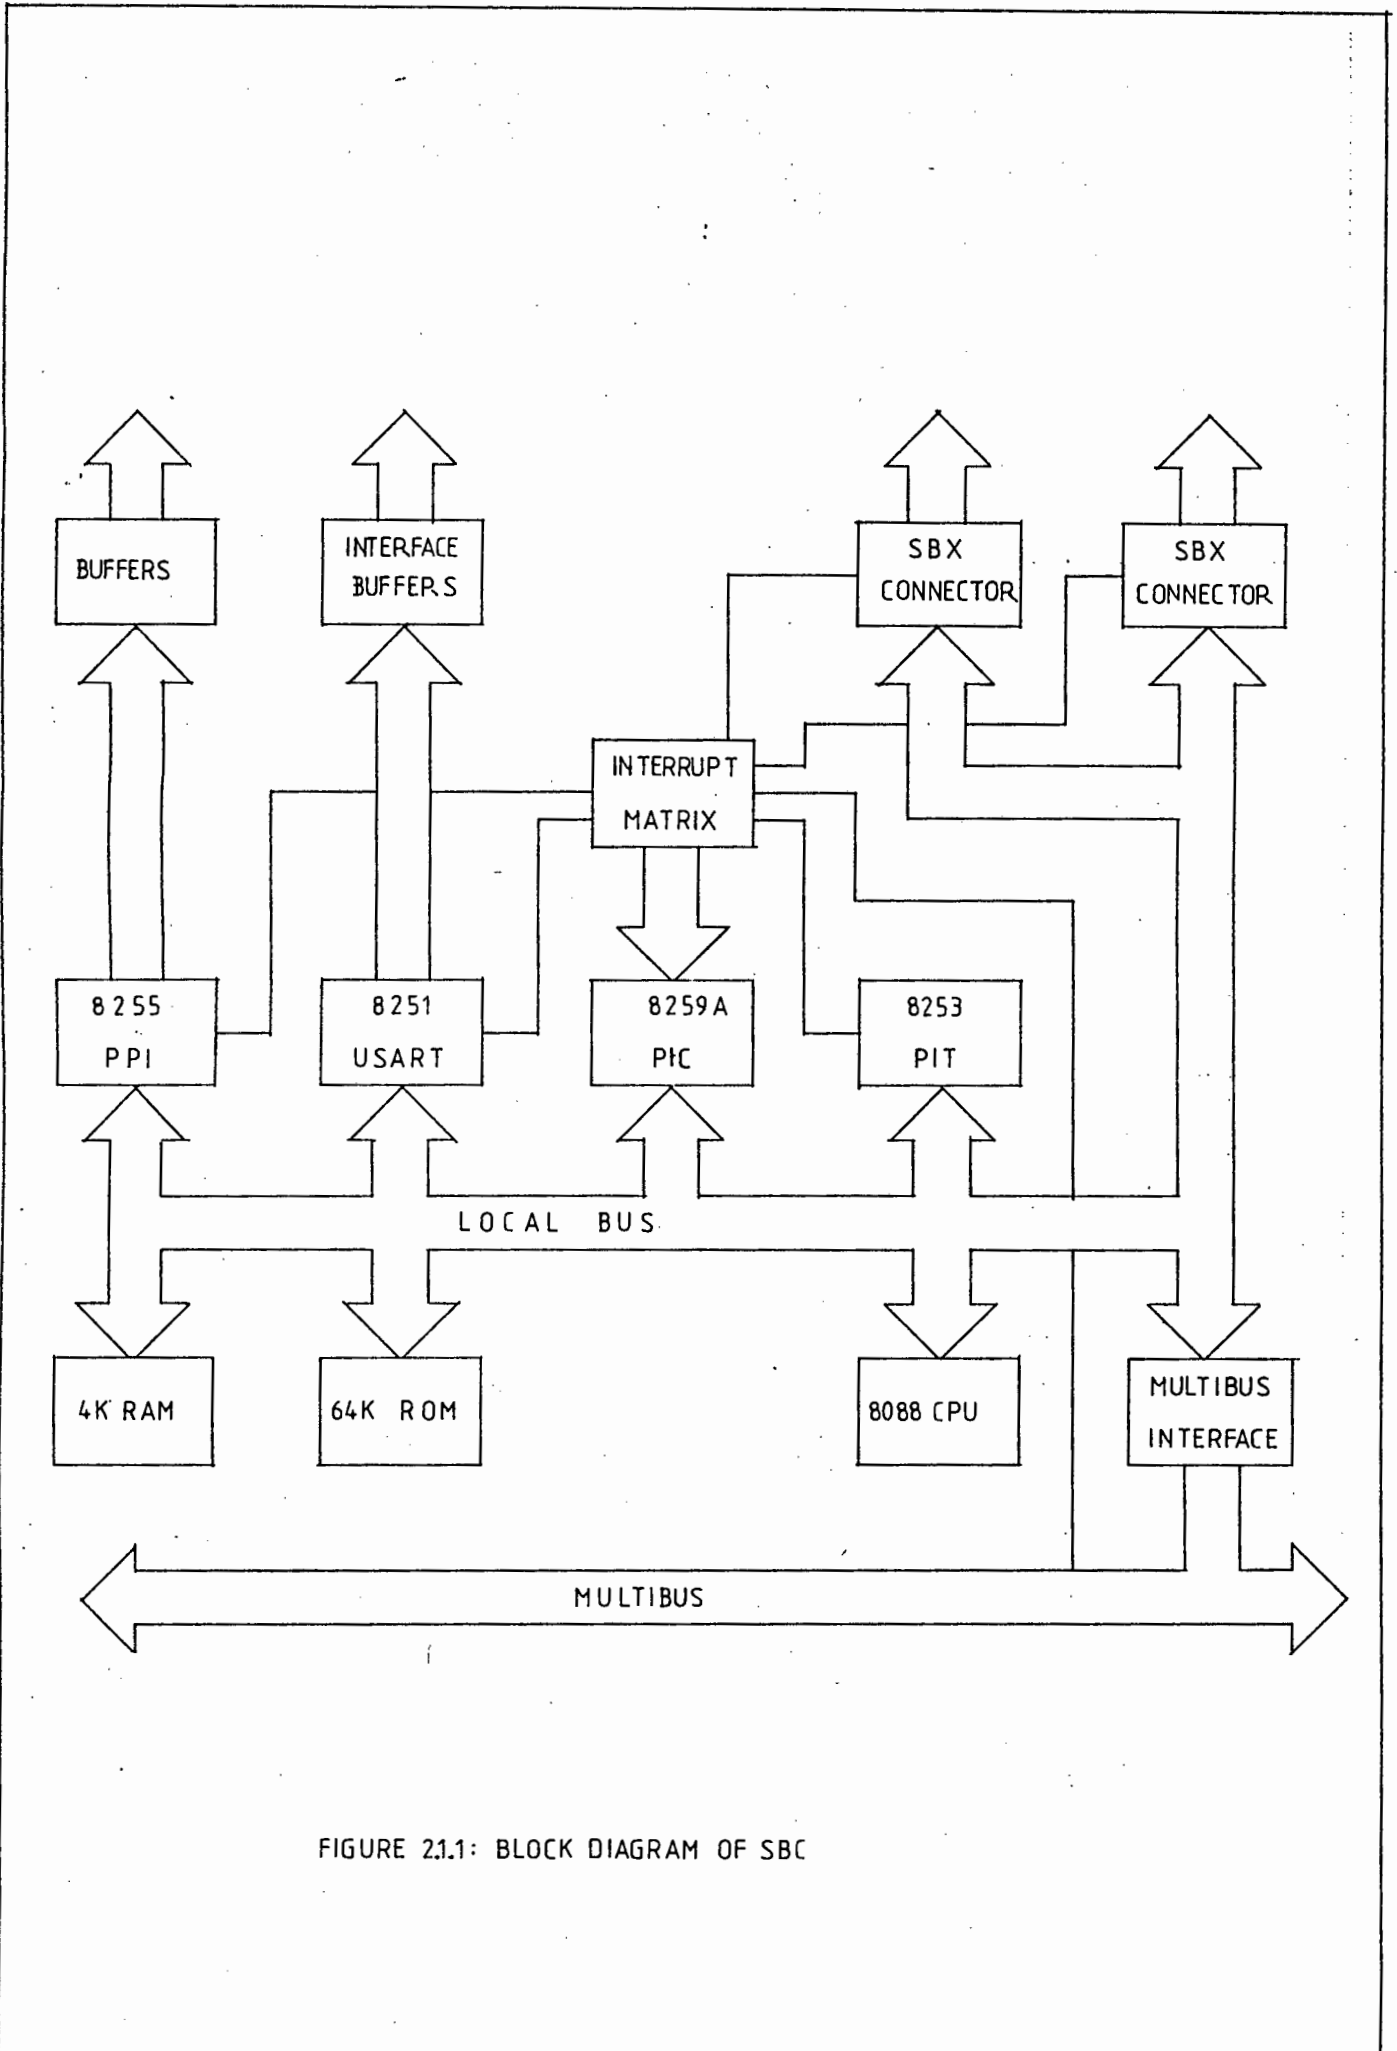 BUFFERS
INTERFACE
BUFFERS
SBX
CONNECTOR
SBX
CONNECTOR
INTERRUPT
MATRIX
8255
PPI
8251
USART
8259A
PIC
8253
PIT
LOCAL BUS
4K RAM
64K ROM
8088 CPU
MULTIBUS
INTERFACE
MULTIBUS
FIGURE 2.1.1: BLOCK DIAGRAM OF SBC